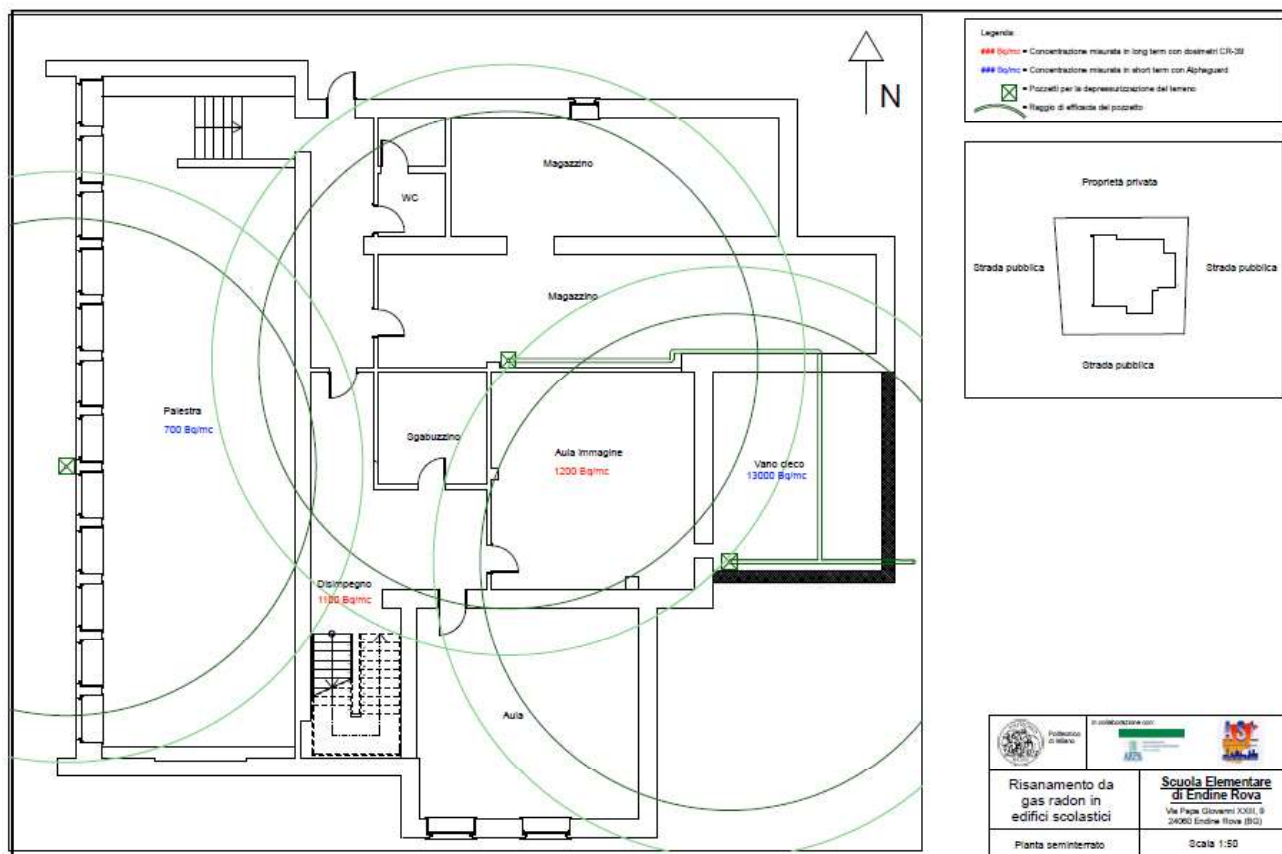 N
Magazzino
WC
Magazzino
Palestra
700 Bq/mc
Sgabuzzino
Aula Immagine
1200 Bq/mc
Vano cieco
13000 Bq/mc
Disimpegno
1100 Bq/mc
Aula
Legenda:
### Bq/mc = Concentrazione misurata in long term con dosimetri CR-39
### Bq/mc = Concentrazione misurata in short term con Alphaguard
= Pozzetti per la depressurizzazione del terreno
= Raggio di efficacia del pozzetto
Proprietà privata
Strada pubblica
Strada pubblica
Strada pubblica
Politecnico
di Milano
In collaborazione con:
ARPA
Risanamento da
gas radon in
edifici scolastici
Scuola Elementare
di Endine Rova
Via Papa Giovanni XXIII, 9
24060 Endine Rova (BG)
Planta seminterrato
Scala 1:50